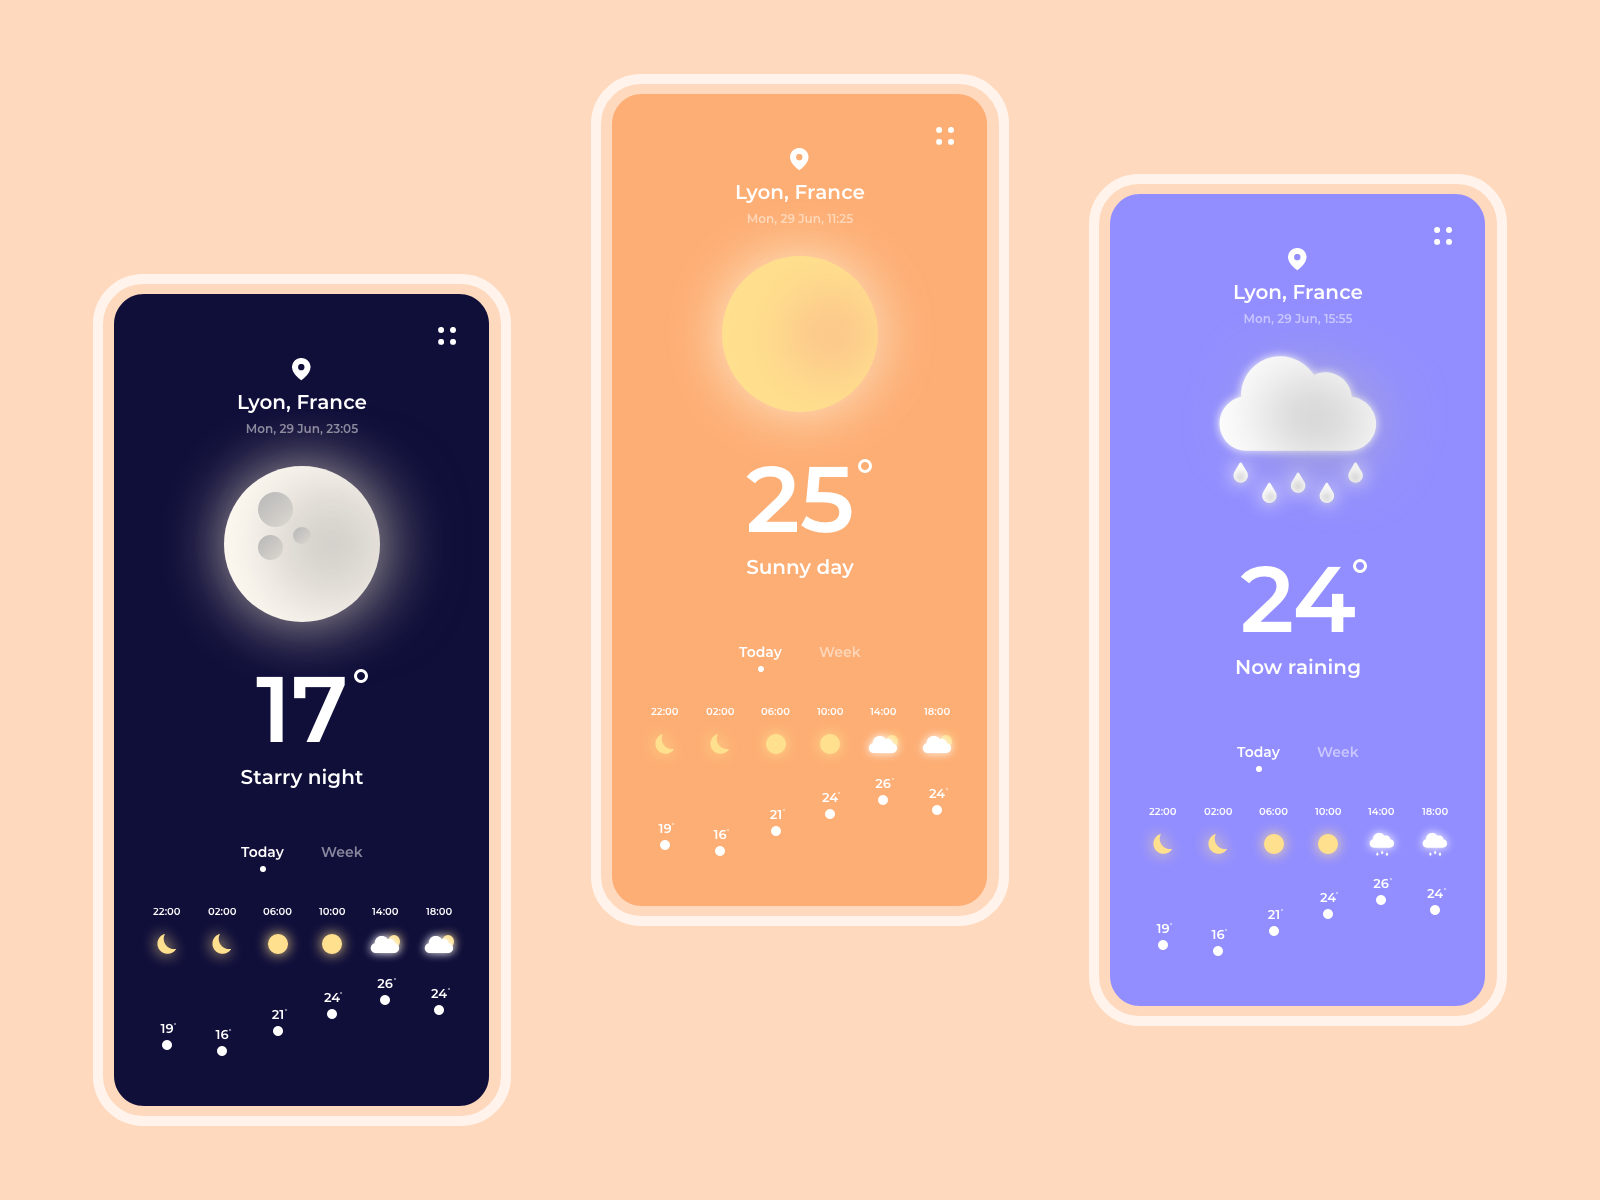 Lyon, France
Mon, 29 Jun, 23:05
17°
Starry night
Today Week
22:00 02:00 06:00 10:00 14:00 18:00
19° 16° 21° 24° 26° 24°
Lyon, France
Mon, 29 Jun, 11:25
25°
Sunny day
Today Week
22:00 02:00 06:00 10:00 14:00 18:00
19° 16° 21° 24° 26° 24°
Lyon, France
Mon, 29 Jun, 15:55
24°
Now raining
Today Week
22:00 02:00 06:00 10:00 14:00 18:00
19° 16° 21° 24° 26° 24°